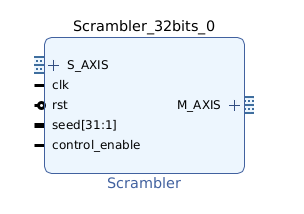 Scrambler_32bits_0
+ S_AXIS
clk
rst
M_AXIS +
seed[31:1]
control_enable
Scrambler